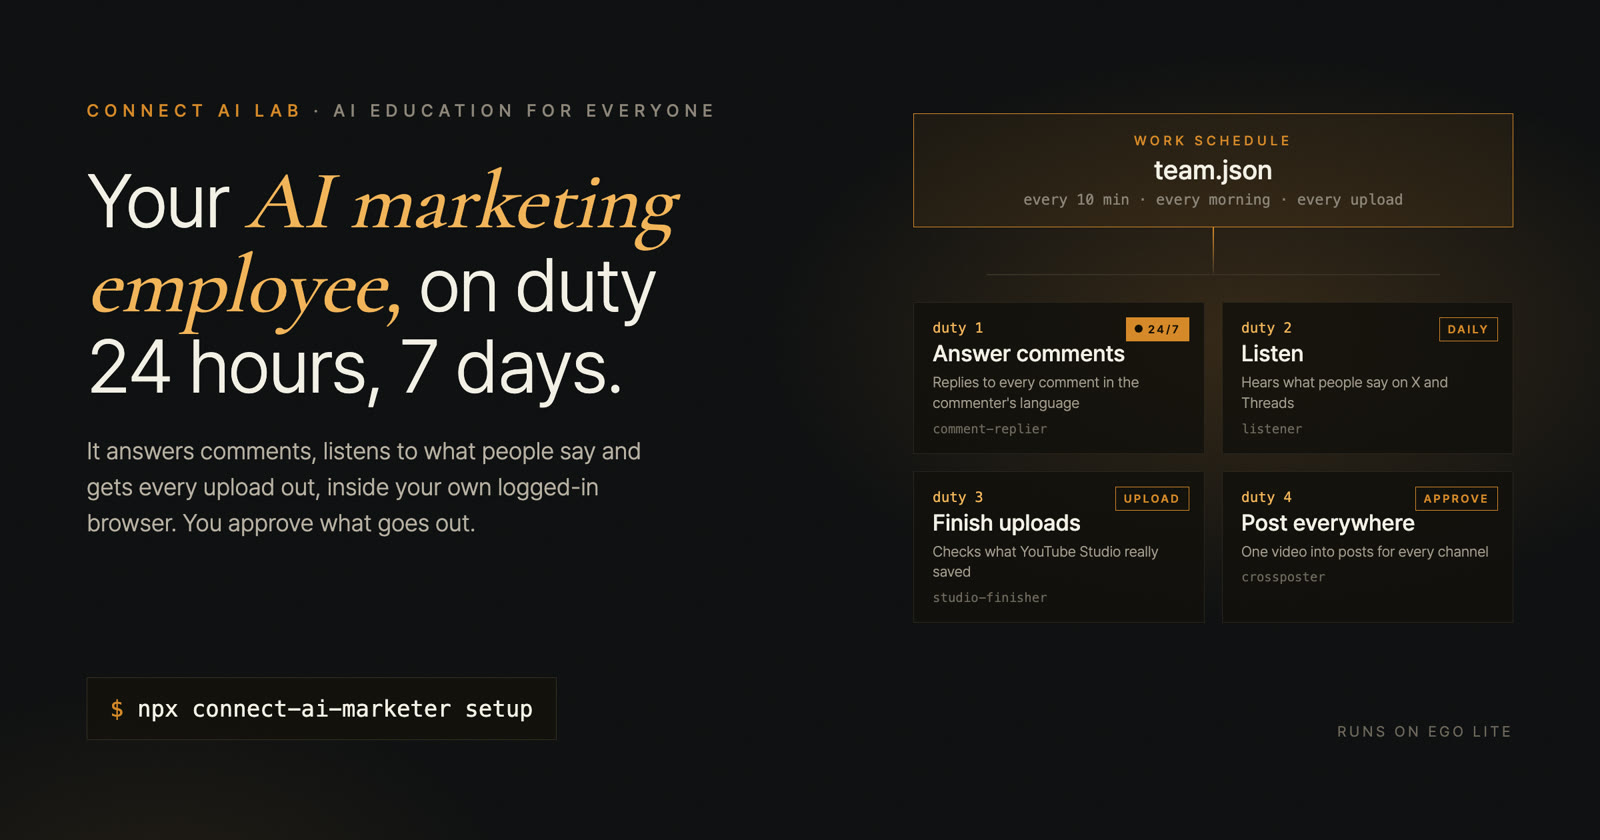 CONNECT AI LAB · AI EDUCATION FOR EVERYONE
Your AI marketing
employee, on duty
24 hours, 7 days.
It answers comments, listens to what people say and
gets every upload out, inside your own logged-in
browser. You approve what goes out.
$ npx connect-ai-marketer setup
WORK SCHEDULE
team.json
every 10 min · every morning · every upload
duty 1
● 24/7
Answer comments
Replies to every comment in the
commenter's language
comment-replier
duty 2
DAILY
Listen
Hears what people say on X and
Threads
listener
duty 3
UPLOAD
Finish uploads
Checks what YouTube Studio really
saved
studio-finisher
duty 4
APPROVE
Post everywhere
One video into posts for every channel
crossposter
RUNS ON EGO LITE